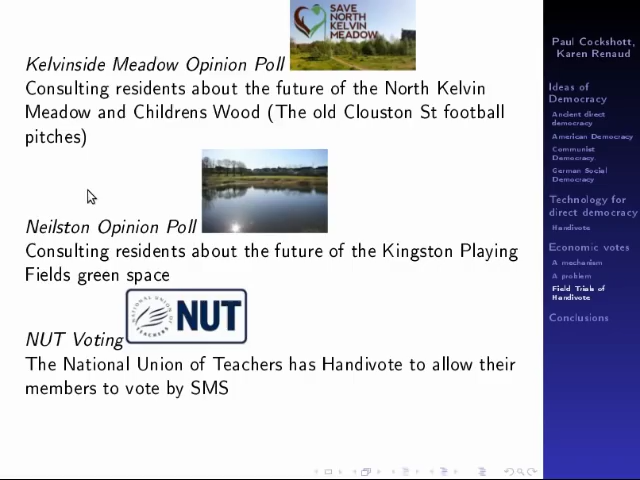 SAVE
NORTH
KELVIN
MEADOW
Kelvinside Meadow Opinion Poll
Consulting residents about the future of the North Kelvin
Meadow and Childrens Wood (The old Clouston St football
pitches)
Neilston Opinion Poll
Consulting residents about the future of the Kingston Playing
Fields green space
NATIONAL UNION OF TEACHERS
NUT
NUT Voting
The National Union of Teachers has Handivote to allow their
members to vote by SMS
Paul Cockshott,
Karen Renaud
Ideas of
Democracy
Ancient direct
democracy
American Democracy
Communist
Democracy
German Social
Democracy
Technology for
direct democracy
Handivote
Economic votes
A mechanism
A problem
Field Trials of
Handivote
Conclusions